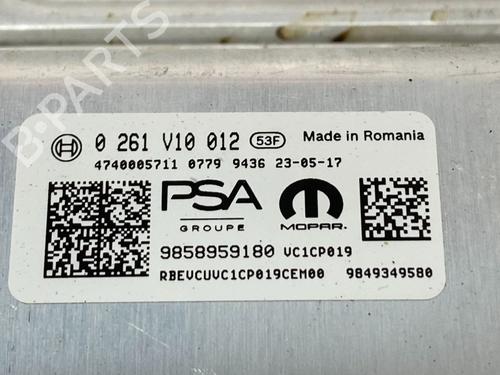 0 261 V10 012 53F Made in Romania
4740005711 0779 9436 23-05-17
PSA
GROUPE
MOPAR.
9858959180 VC1CP019
RBEVCUVC1CP019CEM00 9849349580
B-PARTS